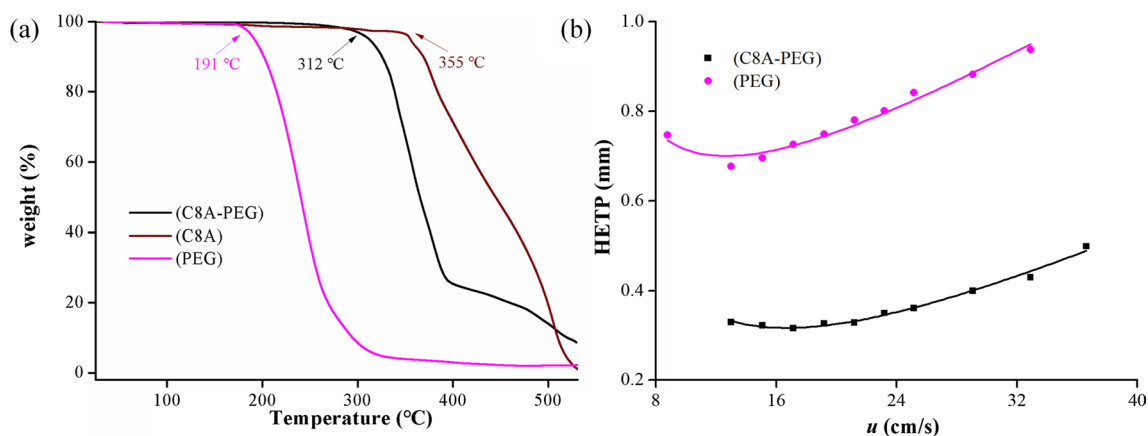 (a)
100
80
60
40
20
0
weight (%)
191 ℃
312 ℃
355 ℃
(C8A-PEG)
(C8A)
(PEG)
100
200
300
400
500
Temperature (℃)
(b)
1.0
0.8
0.6
0.4
0.2
HETP (mm)
(C8A-PEG)
(PEG)
8
16
24
32
40
u (cm/s)